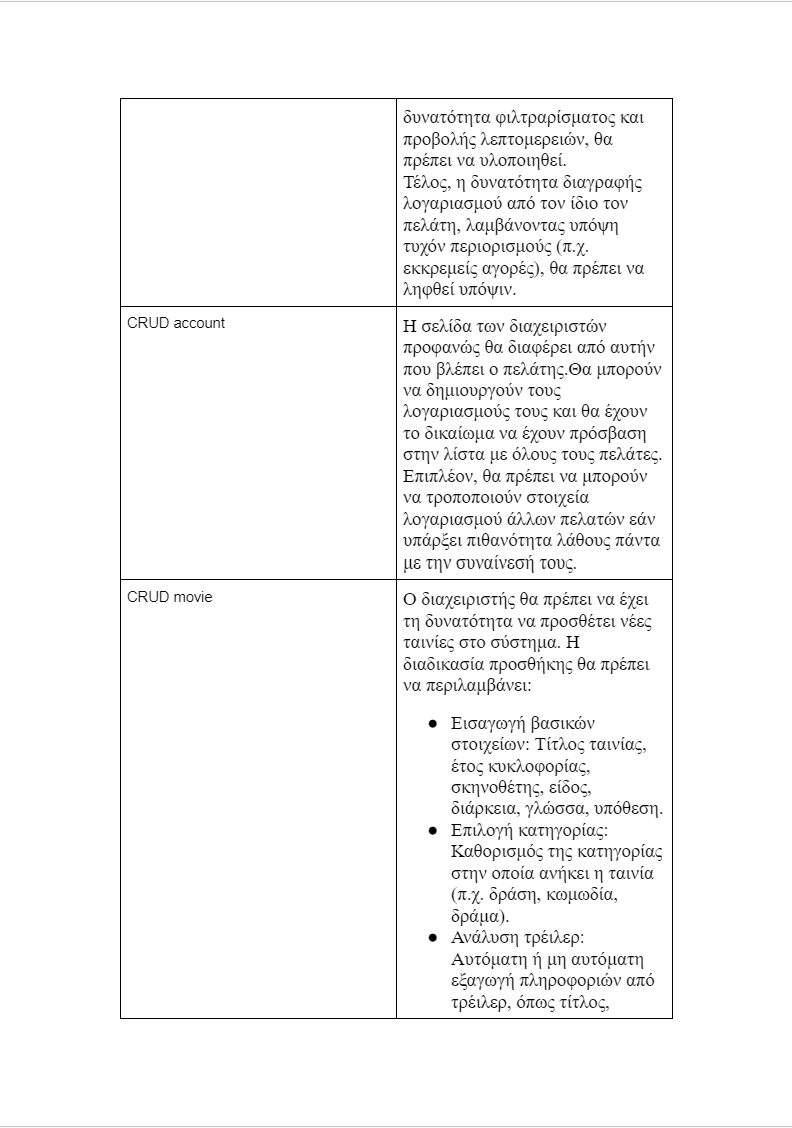 δυνατότητα φιλτραρίσματος και
προβολής λεπτομερειών, θα
πρέπει να υλοποιηθεί.
Τέλος, η δυνατότητα διαγραφής
λογαριασμού από τον ίδιο τον
πελάτη, λαμβάνοντας υπόψη
τυχόν περιορισμούς (π.χ.
εκκρεμείς αγορές), θα πρέπει να
ληφθεί υπόψιν.
CRUD account
Η σελίδα των διαχειριστών
προφανώς θα διαφέρει από αυτήν
που βλέπει ο πελάτης.Θα μπορούν
να δημιουργούν τους
λογαριασμούς τους και θα έχουν
το δικαίωμα να έχουν πρόσβαση
στην λίστα με όλους τους πελάτες.
Επιπλέον, θα πρέπει να μπορούν
να τροποποιούν στοιχεία
λογαριασμού άλλων πελατών εάν
υπάρξει πιθανότητα λάθους πάντα
με την συναίνεσή τους.
CRUD movie
Ο διαχειριστής θα πρέπει να έχει
τη δυνατότητα να προσθέτει νέες
ταινίες στο σύστημα. Η
διαδικασία προσθήκης θα πρέπει
να περιλαμβάνει:
● Εισαγωγή βασικών
στοιχείων: Τίτλος ταινίας,
έτος κυκλοφορίας,
σκηνοθέτης, είδος,
διάρκεια, γλώσσα, υπόθεση.
● Επιλογή κατηγορίας:
Καθορισμός της κατηγορίας
στην οποία ανήκει η ταινία
(π.χ. δράση, κωμωδία,
δράμα).
● Ανάλυση τρέιλερ:
Αυτόματη ή μη αυτόματη
εξαγωγή πληροφοριών από
τρέιλερ, όπως τίτλος,